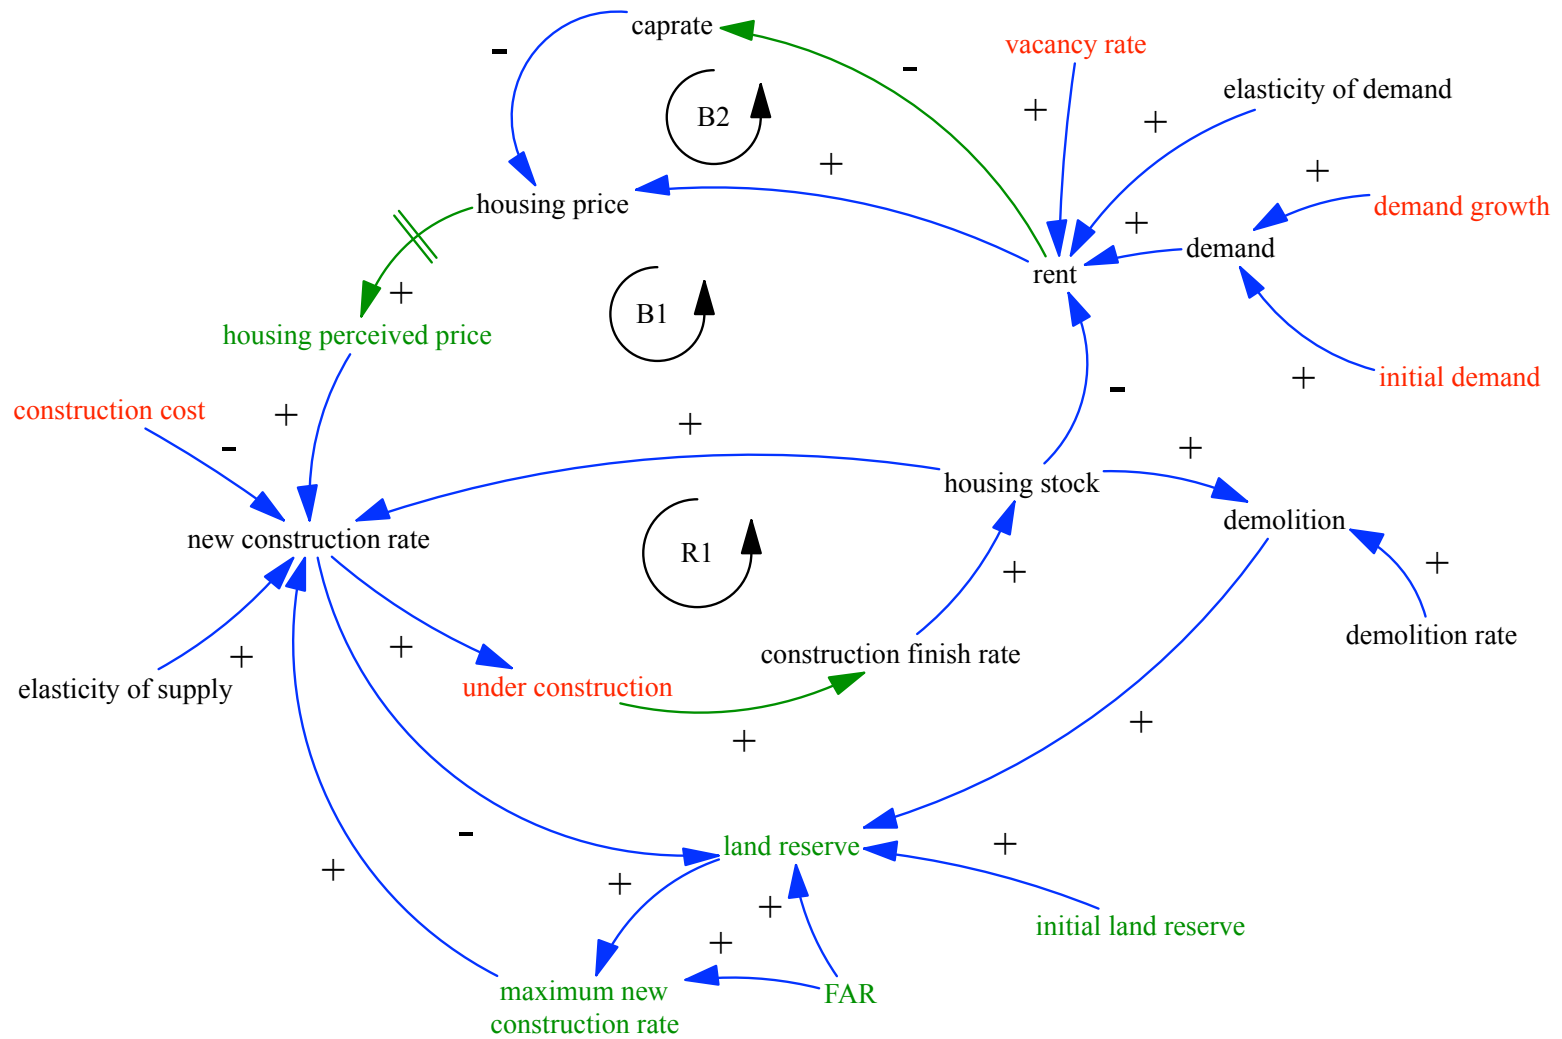 caprate
-
-
vacancy rate
+
elasticity of demand
+
B2
+
+
demand growth
housing price
+
demand
rent
+
B1
housing perceived price
-
+
initial demand
construction cost
+
-
+
+
housing stock
demolition
new construction rate
R1
+
+
demolition rate
+
+
construction finish rate
elasticity of supply
under construction
+
+
-
land reserve
+
+
+
+
initial land reserve
+
maximum new
construction rate
FAR